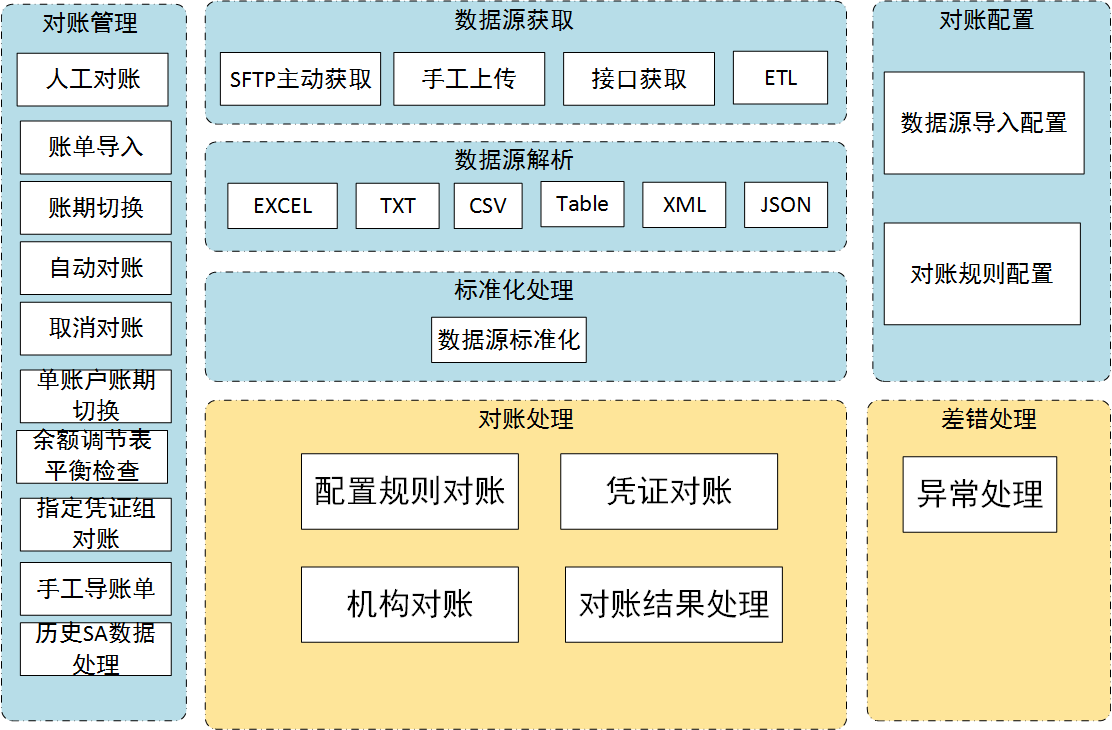 对账管理
人工对账
账单导入
账期切换
自动对账
取消对账
单账户账期
切换
余额调节表
平衡检查
指定凭证组
对账
手工导账单
历史SA数据
处理
数据源获取
SFTP主动获取
手工上传
接口获取
ETL
数据源解析
EXCEL
TXT
CSV
Table
XML
JSON
标准化处理
数据源标准化
对账处理
配置规则对账
凭证对账
机构对账
对账结果处理
对账配置
数据源导入配置
对账规则配置
差错处理
异常处理